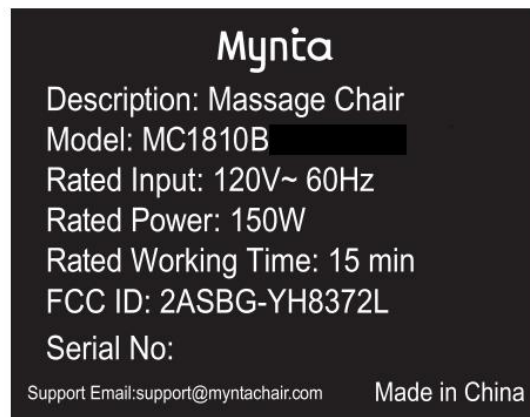 Mynta
Description: Massage Chair
Model: MC1810B
Rated Input: 120V~ 60Hz
Rated Power: 150W
Rated Working Time: 15 min
FCC ID: 2ASBG-YH8372L
Serial No:
Support Email:support@myntachair.com Made in China